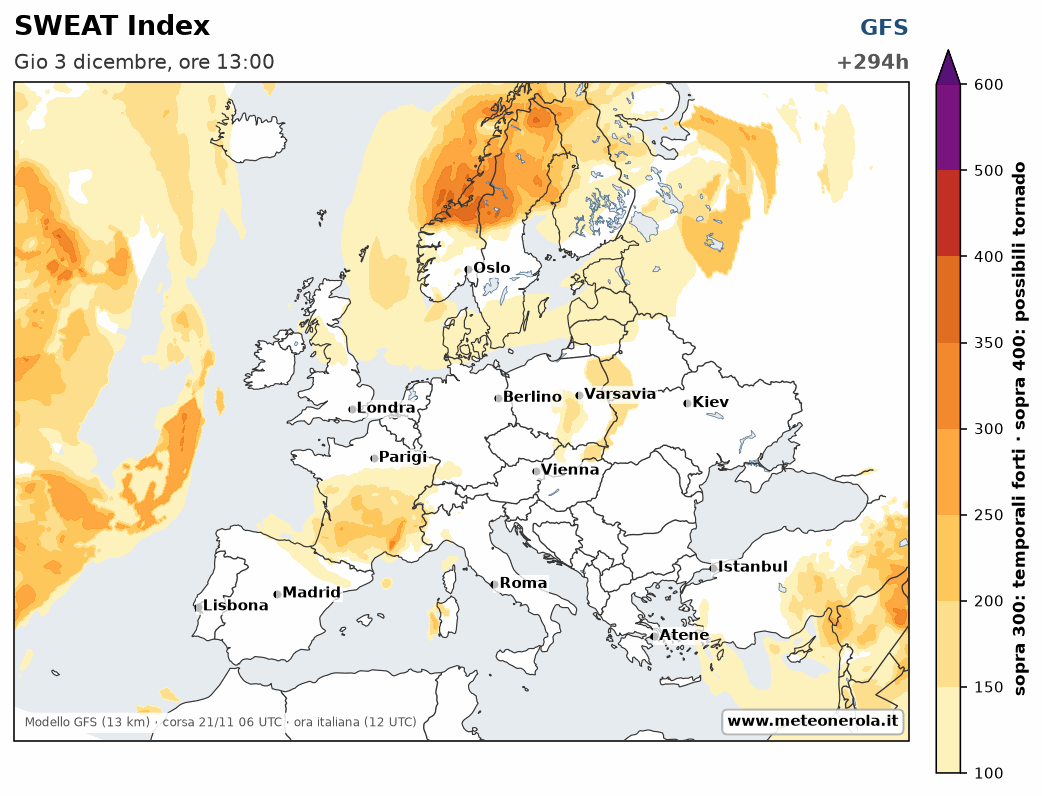 SWEAT Index
GFS
Gio 3 dicembre, ore 13:00
+294h
600
500
400
350
300
250
200
150
100
sopra 300: temporali forti · sopra 400: possibili tornado
Oslo
Berlino
Varsavia
Kiev
Londra
Parigi
Vienna
Istanbul
Roma
Madrid
Lisbona
Atene
Modello GFS (13 km) · corsa 21/11 06 UTC · ora italiana (12 UTC)
www.meteonerola.it